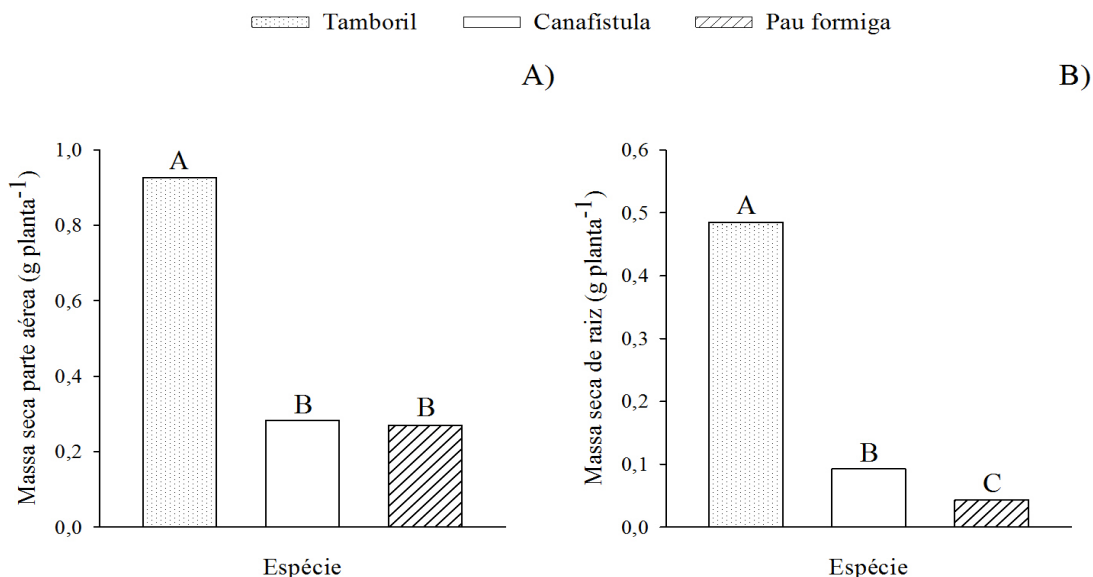 Tamboril Canafístula Pau formiga
A) B)
Massa seca parte aérea (g planta-1)
1,0
0,8
0,6
0,4
0,2
0,0
A
B
B
Espécie
Massa seca de raiz (g planta-1)
0,6
0,5
0,4
0,3
0,2
0,1
0,0
A
B
C
Espécie